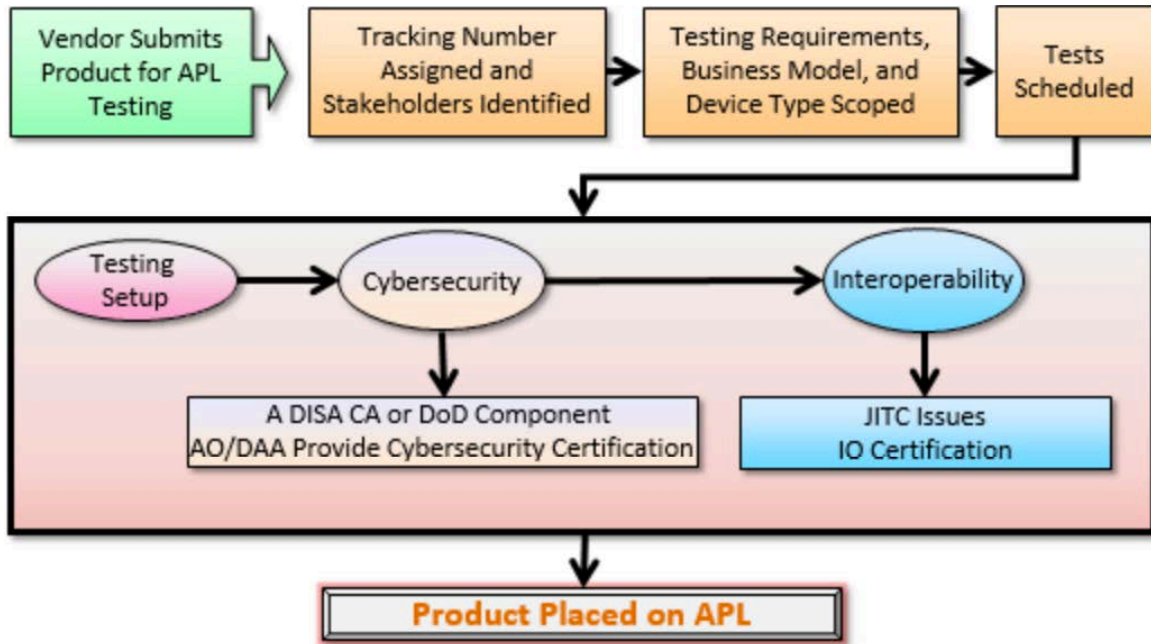 Vendor Submits
Product for APL
Testing
Tracking Number
Assigned and
Stakeholders Identified
Testing Requirements,
Business Model, and
Device Type Scoped
Tests
Scheduled
Testing
Setup
Cybersecurity
Interoperability
A DISA CA or DoD Component
AO/DAA Provide Cybersecurity Certification
JITC Issues
IO Certification
Product Placed on APL